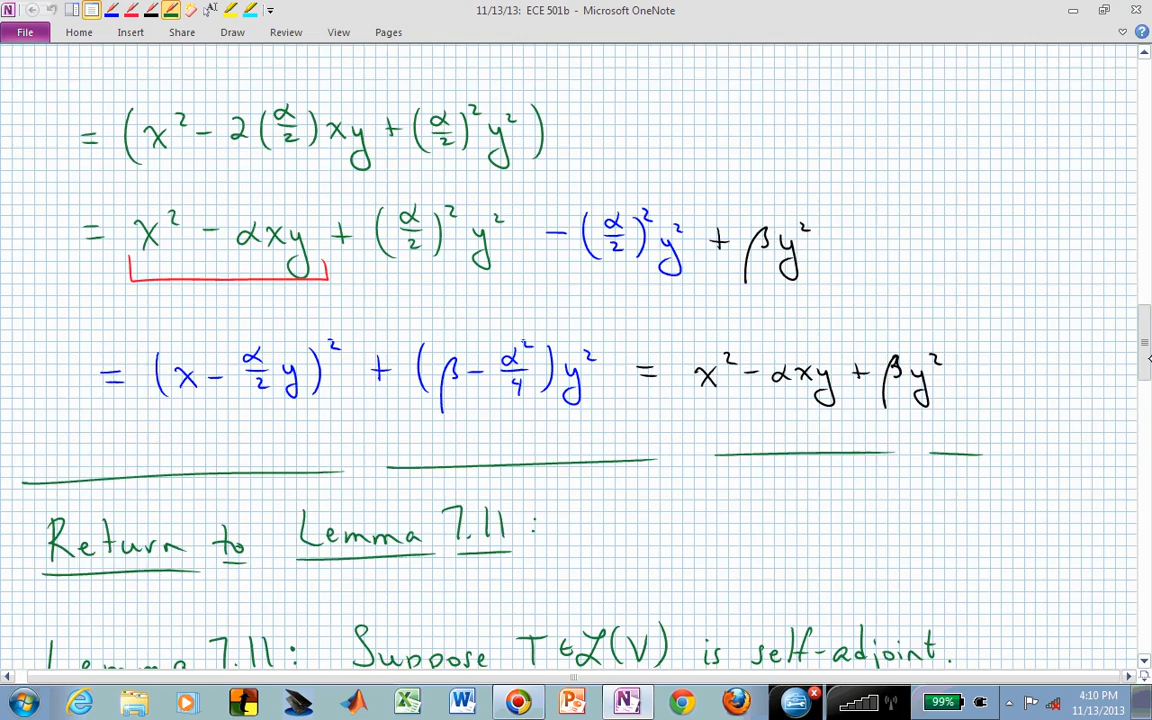 11/13/13: ECE 501b - Microsoft OneNote
File Home Insert Share Draw Review View Pages
= (x² - 2(α/2)xy + (α/2)²y²)
= x² - αxy + (α/2)²y² - (α/2)²y² + βy²
= (x - α/2 y)² + (β - α²/4)y² = x² - αxy + βy²
Return to Lemma 7.11:
Lemma 7.11: Suppose T∈ℒ(V) is self-adjoint.
99% 4:10 PM
11/13/2013